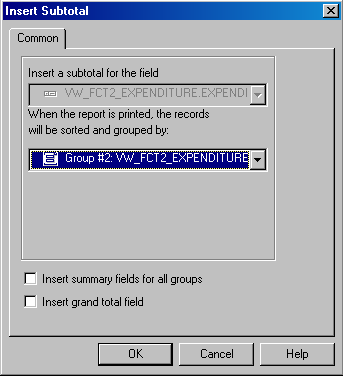 Insert Subtotal
Common
Insert a subtotal for the field
VW_FCT2_EXPENDITURE.EXPENDI
When the report is printed, the records
will be sorted and grouped by:
Group #2: VW_FCT2_EXPENDITURE
Insert summary fields for all groups
Insert grand total field
OK
Cancel
Help